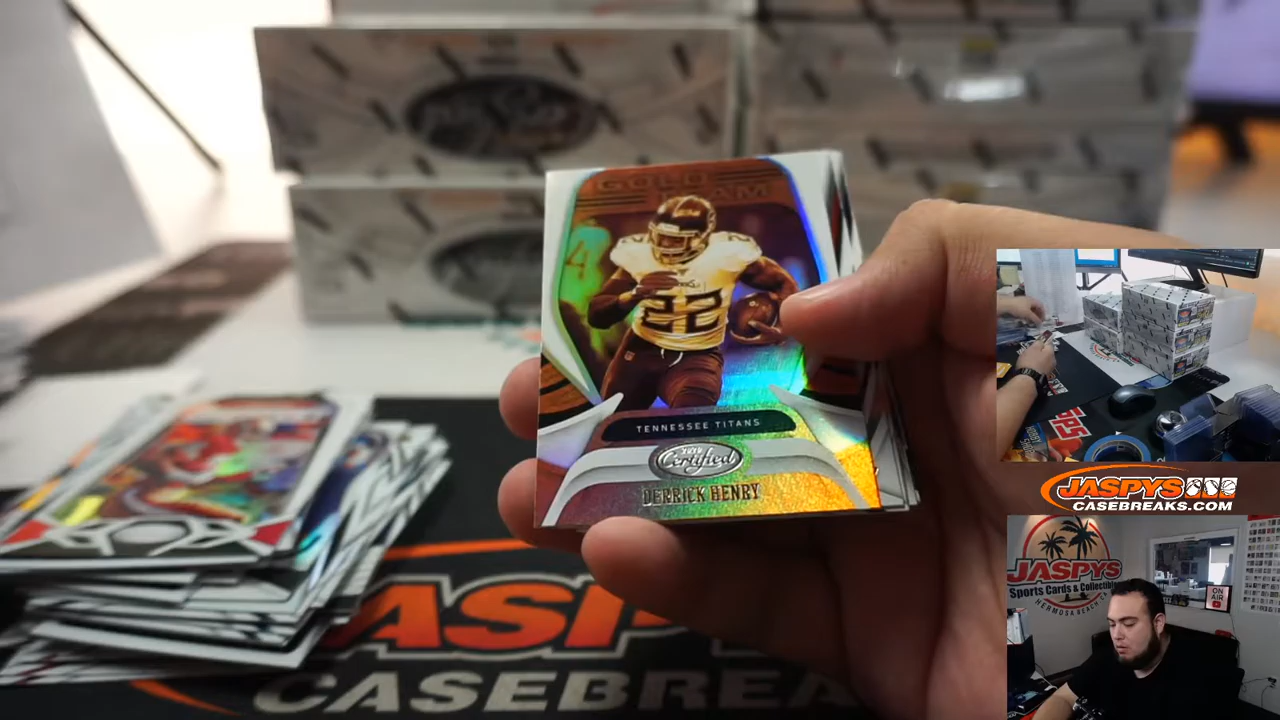 GOLD
TEAM
22
TENNESSEE TITANS
Certified
DERRICK HENRY
JASPYS
CASEBREAKS.COM
JASPYS
Sports Cards & Collectibles
HERMOSA BEACH
ON
AIR
JASP
CASEBREA